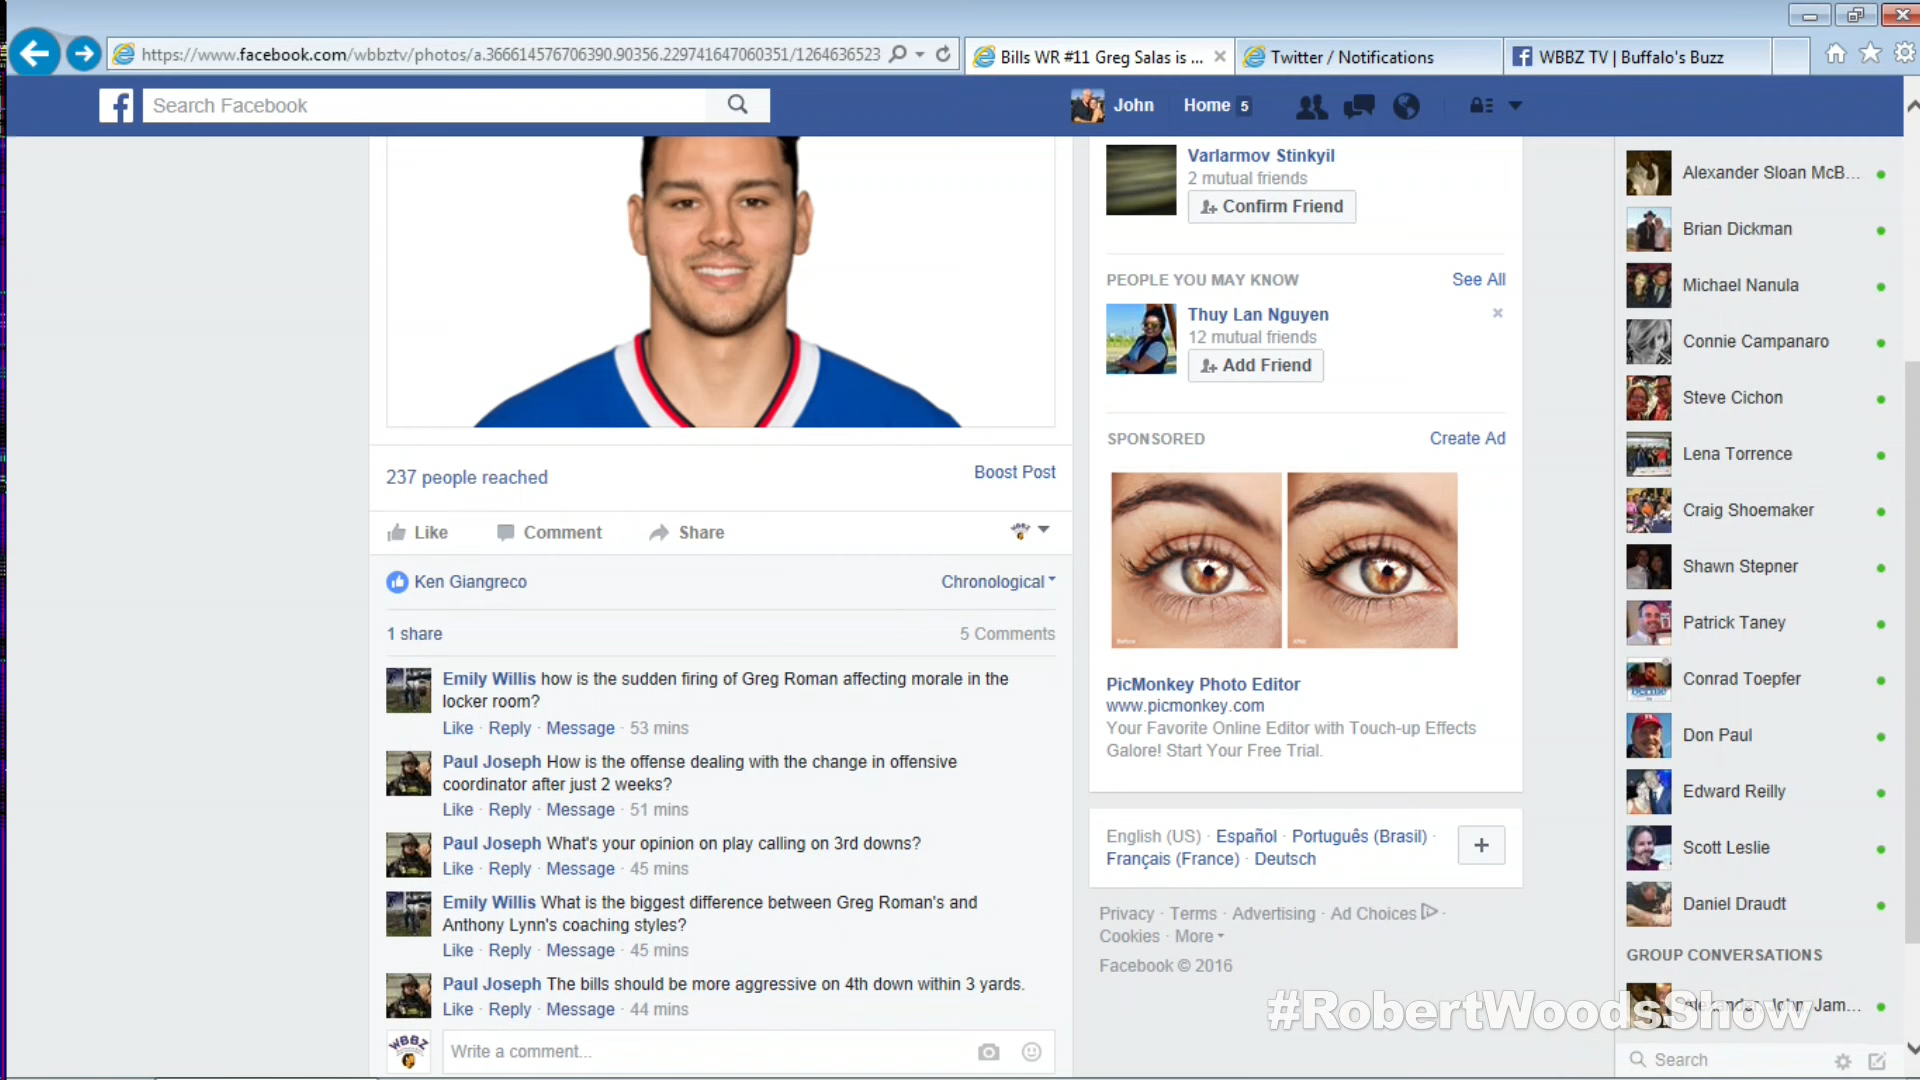 https://www.facebook.com/wbbztv/photos/a.366614576706390.90356.229741647060351/1264636523
Bills WR #11 Greg Salas is ...
Twitter / Notifications
WBBZ TV | Buffalo's Buzz
Search Facebook
John
Home 5
Varlarmov Stinkyil
2 mutual friends
Confirm Friend
PEOPLE YOU MAY KNOW
See All
Thuy Lan Nguyen
12 mutual friends
Add Friend
SPONSORED
Create Ad
Before
After
PicMonkey Photo Editor
www.picmonkey.com
Your Favorite Online Editor with Touch-up Effects
Galore! Start Your Free Trial.
English (US) · Español · Português (Brasil) ·
Français (France) · Deutsch
Privacy · Terms · Advertising · Ad Choices ·
Cookies · More
Facebook © 2016
237 people reached
Boost Post
Like
Comment
Share
Ken Giangreco
Chronological
1 share
5 Comments
Emily Willis how is the sudden firing of Greg Roman affecting morale in the
locker room?
Like · Reply · Message · 53 mins
Paul Joseph How is the offense dealing with the change in offensive
coordinator after just 2 weeks?
Like · Reply · Message · 51 mins
Paul Joseph What's your opinion on play calling on 3rd downs?
Like · Reply · Message · 45 mins
Emily Willis What is the biggest difference between Greg Roman's and
Anthony Lynn's coaching styles?
Like · Reply · Message · 45 mins
Paul Joseph The bills should be more aggressive on 4th down within 3 yards.
Like · Reply · Message · 44 mins
WBBZ
Write a comment...
Alexander Sloan McB...
Brian Dickman
Michael Nanula
Connie Campanaro
Steve Cichon
Lena Torrence
Craig Shoemaker
Shawn Stepner
Patrick Taney
Conrad Toepfer
Don Paul
Edward Reilly
Scott Leslie
Daniel Draudt
GROUP CONVERSATIONS
Alexander, John, Jam...
#RobertWoodsShow
Search